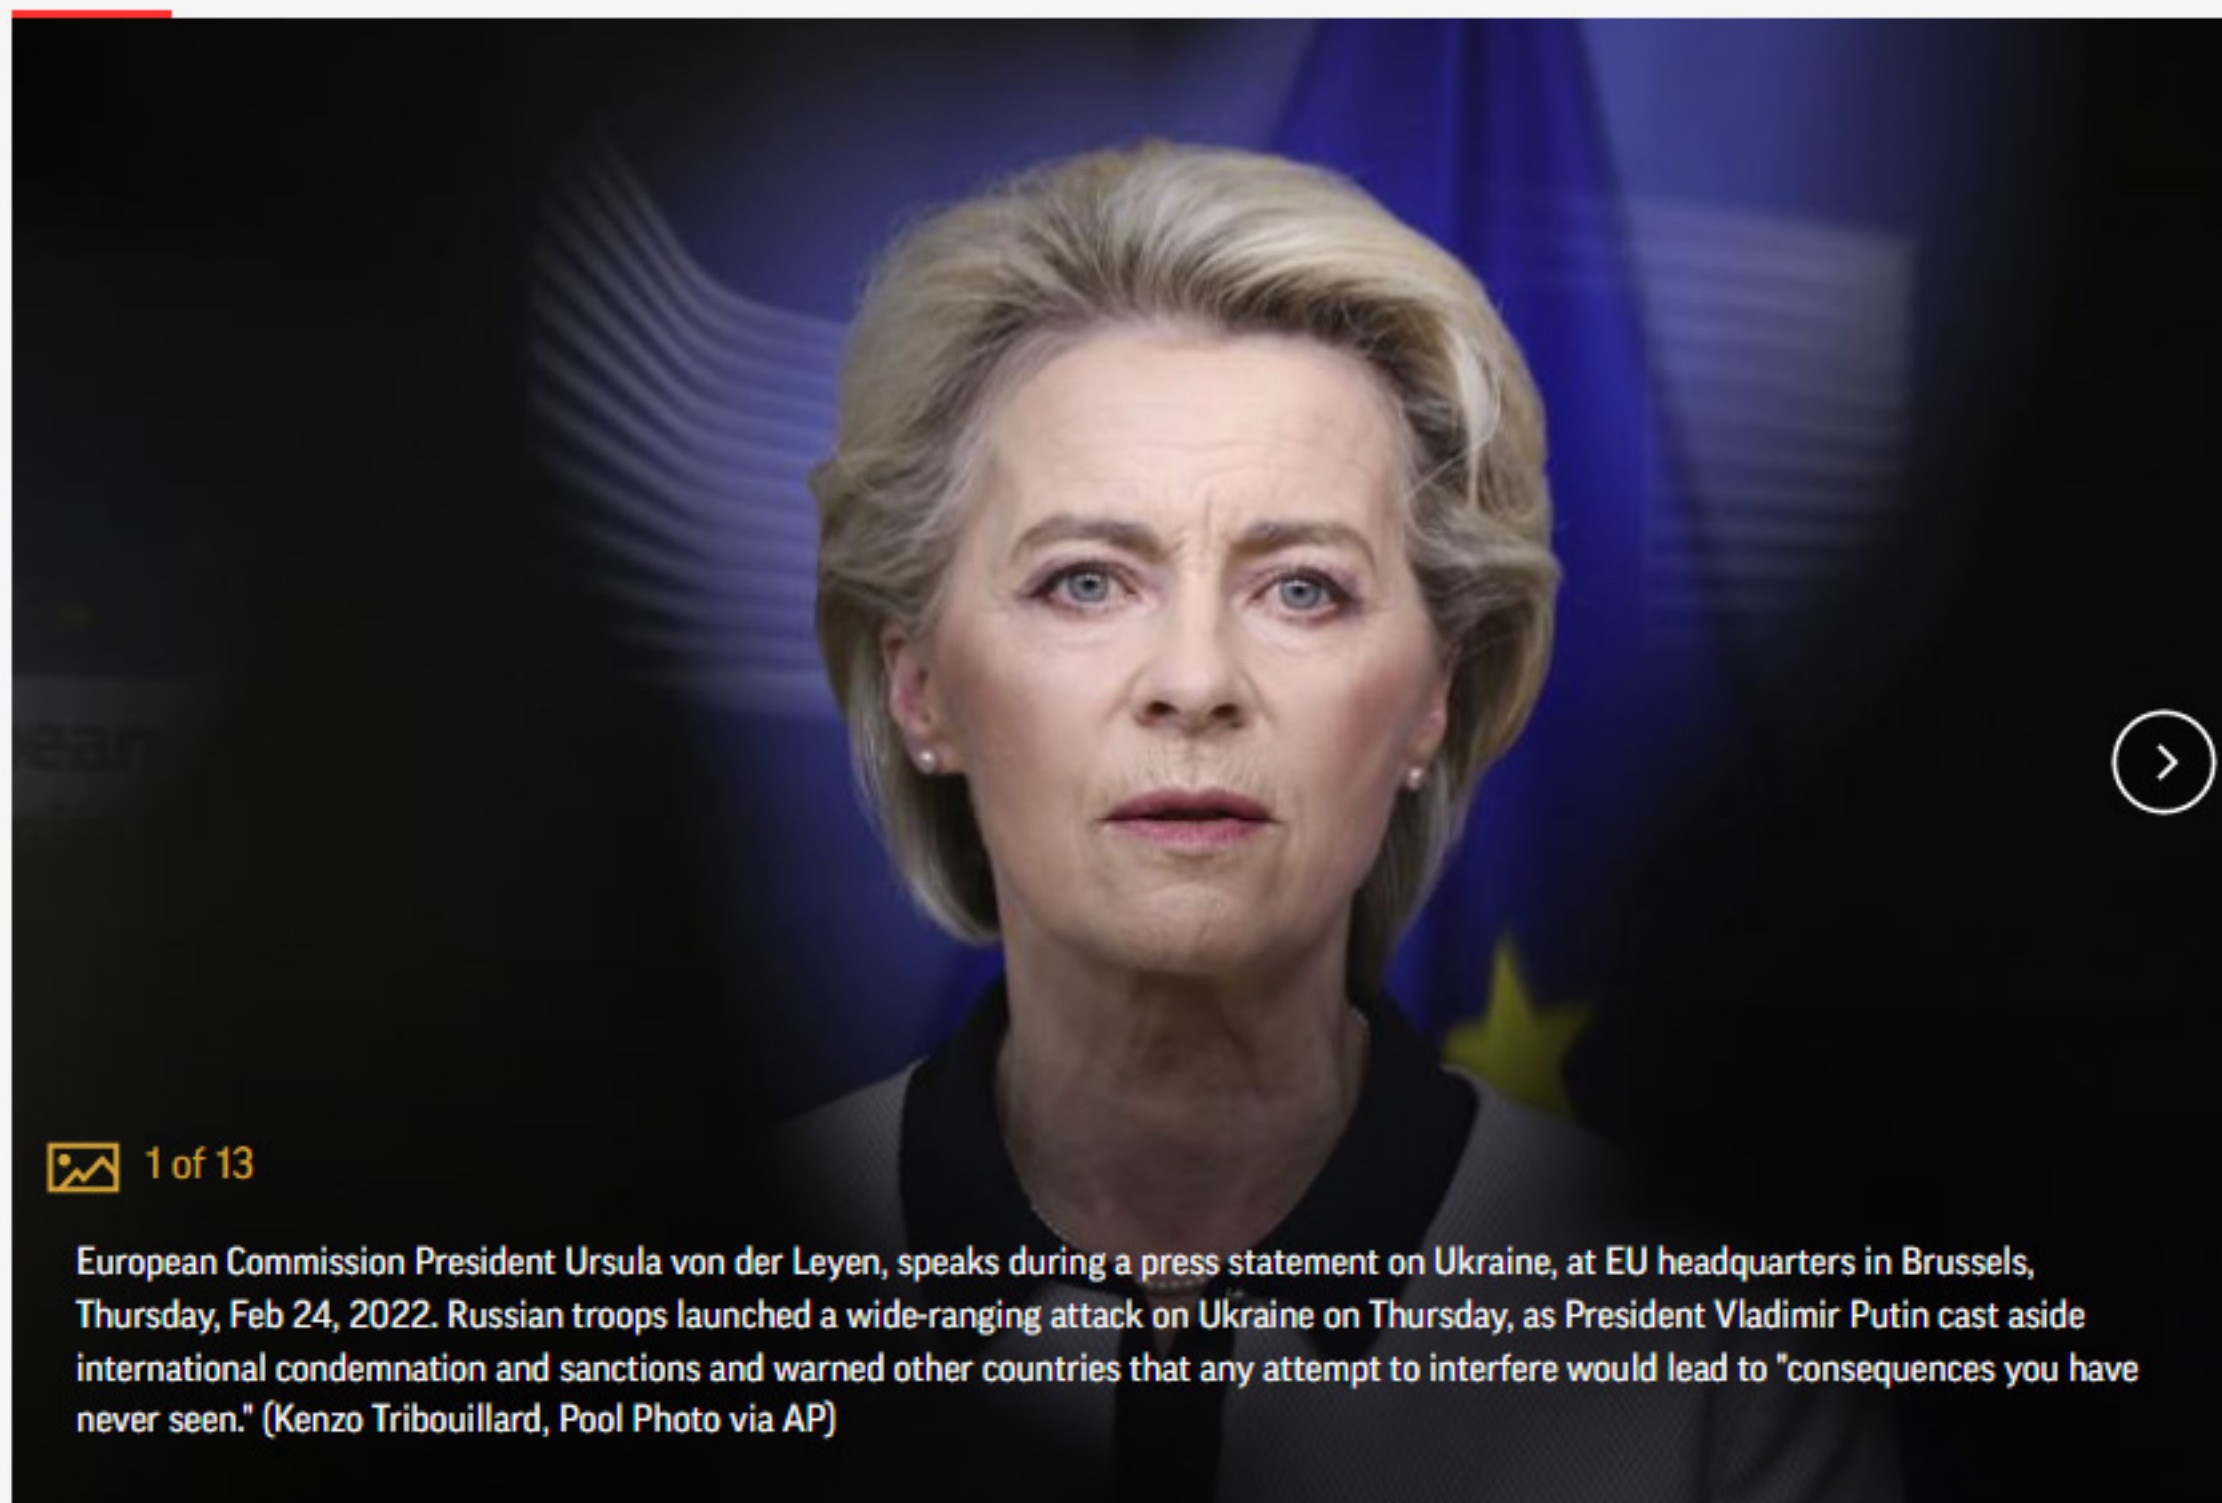 ean
1 of 13
European Commission President Ursula von der Leyen, speaks during a press statement on Ukraine, at EU headquarters in Brussels,
Thursday, Feb 24, 2022. Russian troops launched a wide-ranging attack on Ukraine on Thursday, as President Vladimir Putin cast aside
international condemnation and sanctions and warned other countries that any attempt to interfere would lead to "consequences you have
never seen." (Kenzo Tribouillard, Pool Photo via AP)